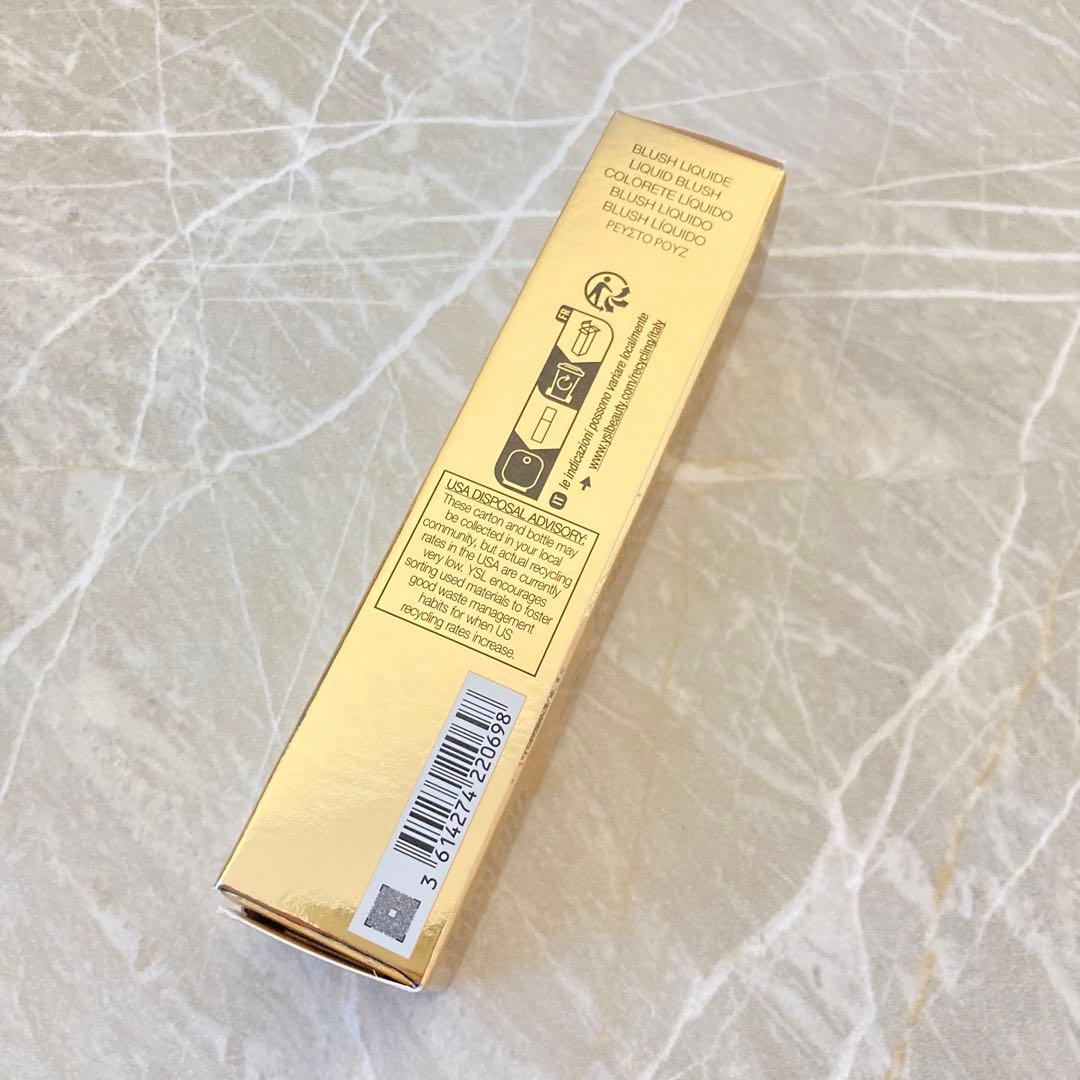 BLUSH LIQUIDE
LIQUID BLUSH
COLORETE LÍQUIDO
BLUSH LIQUIDO
BLUSH LÍQUIDO
ΡΕΥΣΤΟ ΡΟΥΖ
FR
IT le indicazioni possono variare localmente
www.yslbeauty.com/recycling/italy
USA DISPOSAL ADVISORY:
These carton and bottle may
be collected in your local
community, but actual recycling
rates in the USA are currently
very low. YSL encourages
sorting used materials to foster
good waste management
habits for when US
recycling rates increase.
3 614274 220698